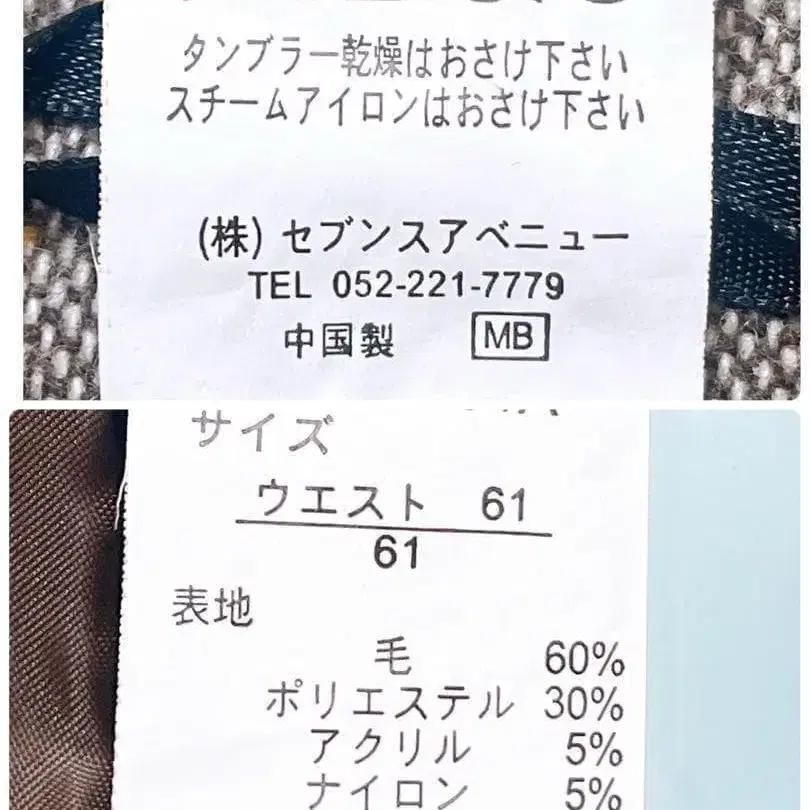 タンブラー乾燥はおさけ下さい
スチームアイロンはおさけ下さい
(株) セブンスアベニュー
TEL 052-221-7779
中国製 MB
サイズ
ウエスト 61
61
表地
毛 60%
ポリエステル 30%
アクリル 5%
ナイロン 5%